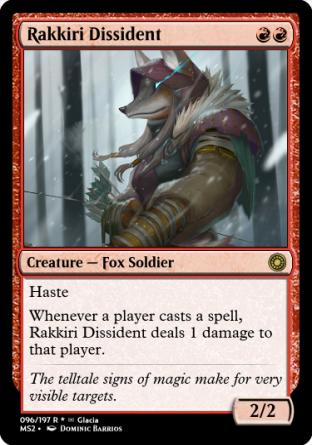 Rakkiri Dissident
Creature — Fox Soldier
Haste
Whenever a player casts a spell,
Rakkiri Dissident deals 1 damage to
that player.
The telltale signs of magic make for very
visible targets.
2/2
096/197 R * ∞ Glacia
MS2 • Dominic Barrios